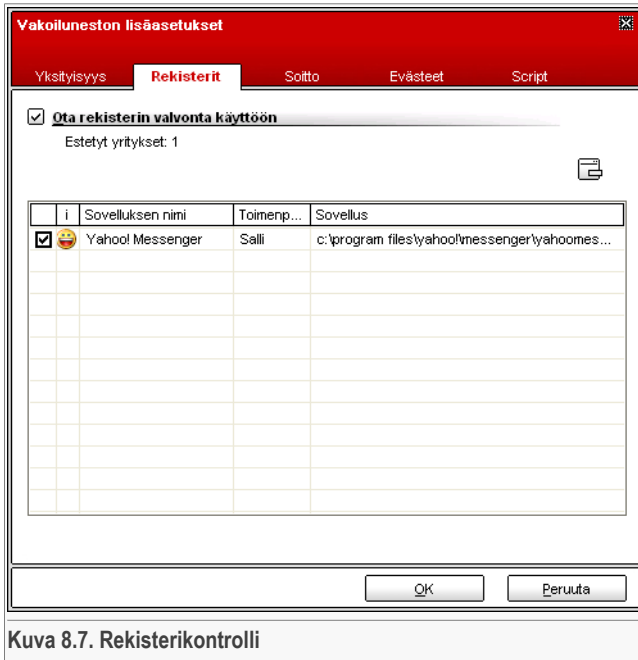 Vakoiluneston lisäasetukset
Yksityisyys Rekisterit Soitto Evästeet Script
Ota rekisterin valvonta käyttöön
Estetyt yritykset: 1
i Sovelluksen nimi Toimenp... Sovellus
Yahoo! Messenger Salli c:\program files\yahoo!\messenger\yahoomes...
OK Peruuta
Kuva 8.7. Rekisterikontrolli